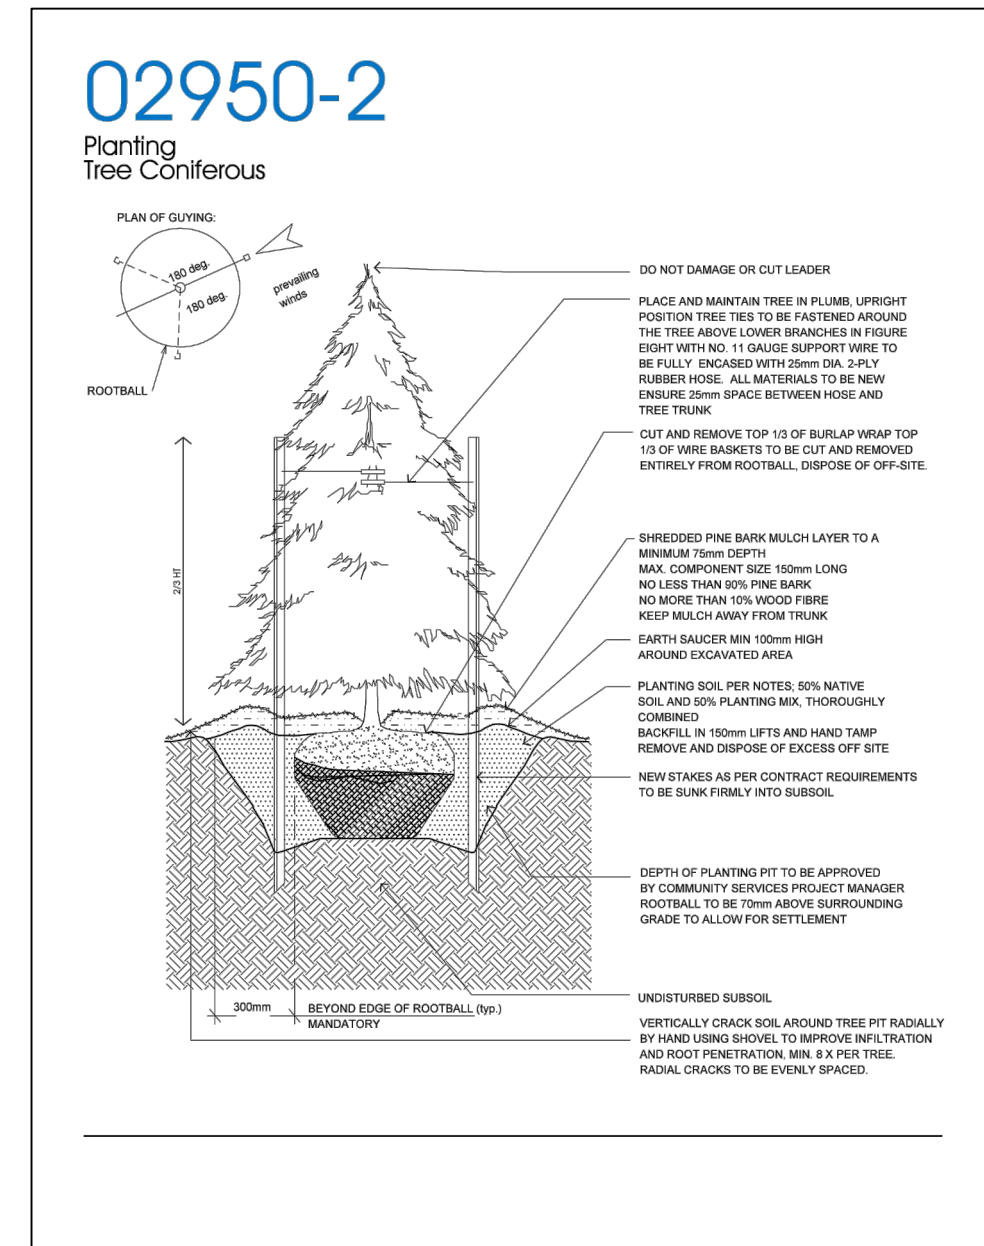 02950-2
Planting
Tree Coniferous
PLAN OF GUYING:
180 deg.
180 deg.
prevailing
winds
ROOTBALL
2/3 HT
DO NOT DAMAGE OR CUT LEADER
PLACE AND MAINTAIN TREE IN PLUMB, UPRIGHT
POSITION TREE TIES TO BE FASTENED AROUND
THE TREE ABOVE LOWER BRANCHES IN FIGURE
EIGHT WITH NO. 11 GAUGE SUPPORT WIRE TO
BE FULLY ENCASED WITH 25mm DIA. 2-PLY
RUBBER HOSE. ALL MATERIALS TO BE NEW
ENSURE 25mm SPACE BETWEEN HOSE AND
TREE TRUNK
CUT AND REMOVE TOP 1/3 OF BURLAP WRAP TOP
1/3 OF WIRE BASKETS TO BE CUT AND REMOVED
ENTIRELY FROM ROOTBALL, DISPOSE OF OFF-SITE.
SHREDDED PINE BARK MULCH LAYER TO A
MINIMUM 75mm DEPTH
MAX. COMPONENT SIZE 150mm LONG
NO LESS THAN 90% PINE BARK
NO MORE THAN 10% WOOD FIBRE
KEEP MULCH AWAY FROM TRUNK
EARTH SAUCER MIN 100mm HIGH
AROUND EXCAVATED AREA
PLANTING SOIL PER NOTES; 50% NATIVE
SOIL AND 50% PLANTING MIX, THOROUGHLY
COMBINED
BACKFILL IN 150mm LIFTS AND HAND TAMP
REMOVE AND DISPOSE OF EXCESS OFF SITE
NEW STAKES AS PER CONTRACT REQUIREMENTS
TO BE SUNK FIRMLY INTO SUBSOIL
DEPTH OF PLANTING PIT TO BE APPROVED
BY COMMUNITY SERVICES PROJECT MANAGER
ROOTBALL TO BE 70mm ABOVE SURROUNDING
GRADE TO ALLOW FOR SETTLEMENT
UNDISTURBED SUBSOIL
300mm
BEYOND EDGE OF ROOTBALL (typ.)
MANDATORY
VERTICALLY CRACK SOIL AROUND TREE PIT RADIALLY
BY HAND USING SHOVEL TO IMPROVE INFILTRATION
AND ROOT PENETRATION, MIN. 8 X PER TREE.
RADIAL CRACKS TO BE EVENLY SPACED.